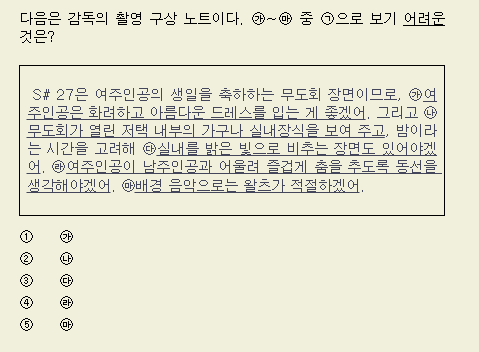 다음은 감독의 촬영 구상 노트이다. ㉮~㉲ 중 ㉠으로 보기 어려운
것은?
S# 27은 여주인공의 생일을 축하하는 무도회 장면이므로, ㉮여
주인공은 화려하고 아름다운 드레스를 입는 게 좋겠어. 그리고 ㉯
무도회가 열린 저택 내부의 가구나 실내장식을 보여 주고, 밤이라
는 시간을 고려해 ㉰실내를 밝은 빛으로 비추는 장면도 있어야겠
어. ㉱여주인공이 남주인공과 어울려 즐겁게 춤을 추도록 동선을
생각해야겠어. ㉲배경 음악으로는 왈츠가 적절하겠어.
① ㉮
② ㉯
③ ㉰
④ ㉱
⑤ ㉲